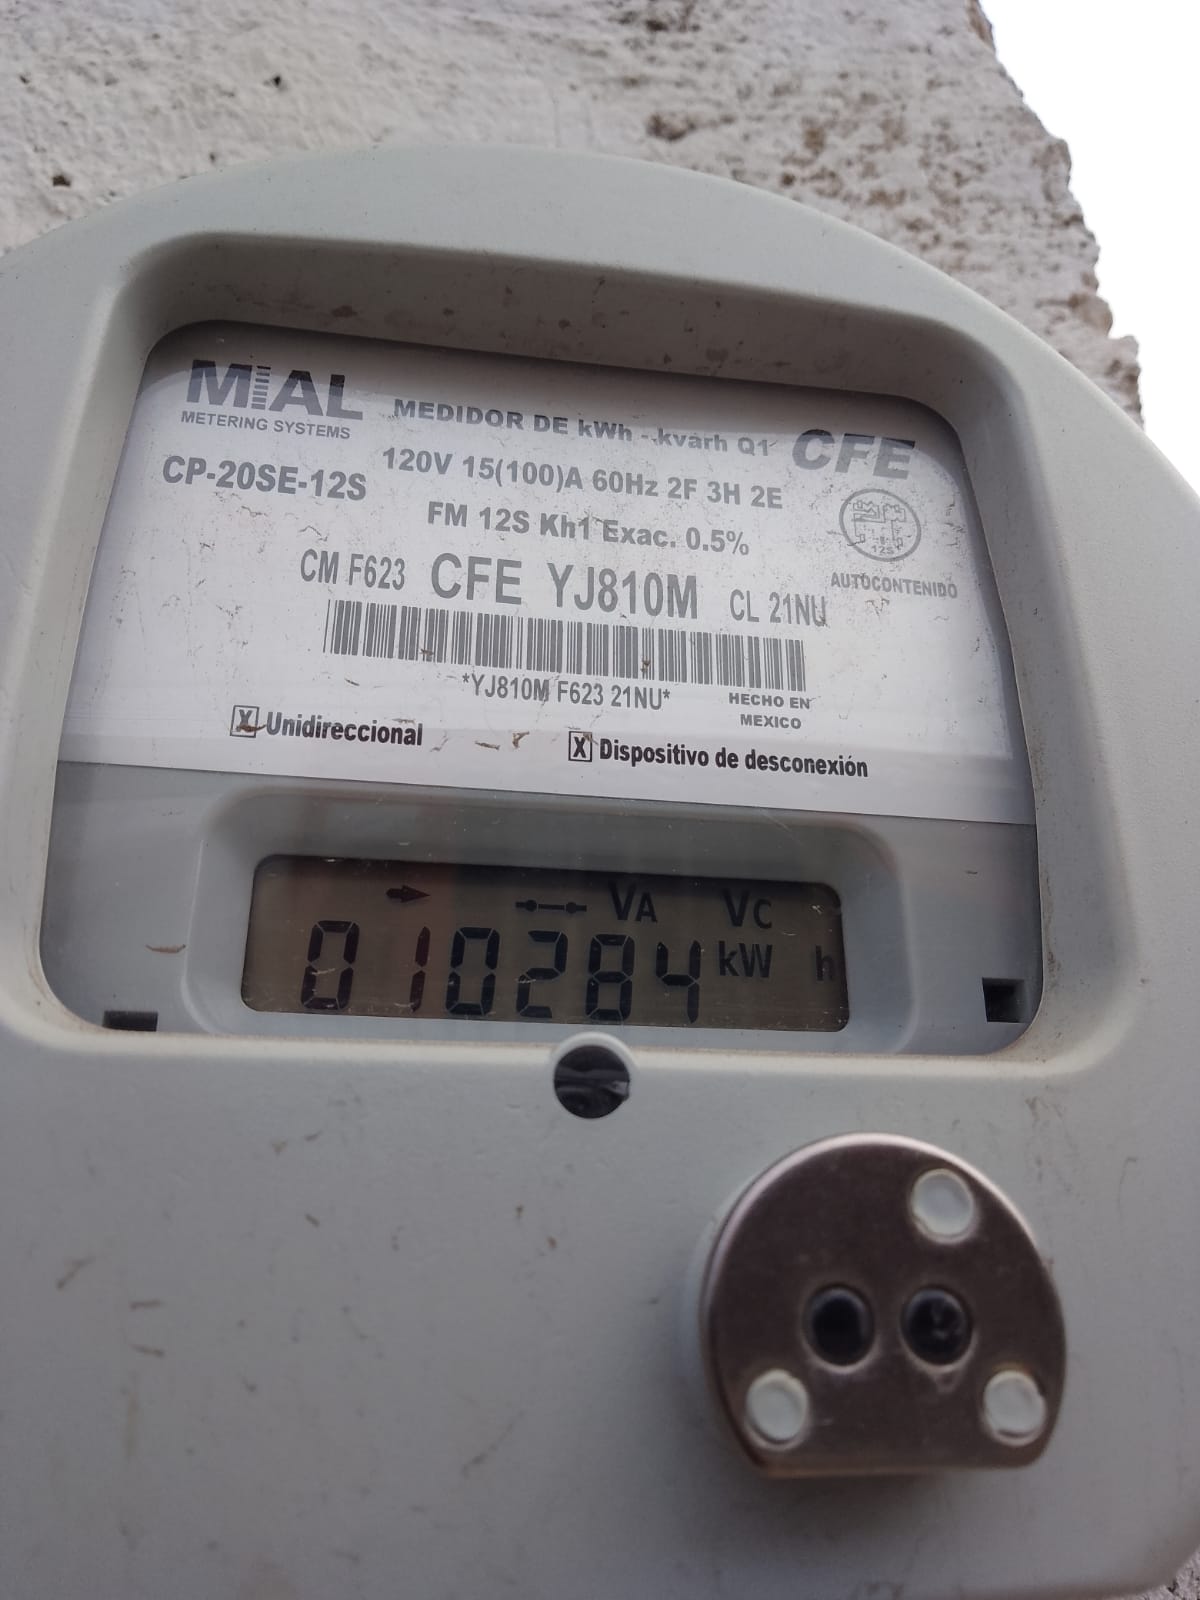 MIAL
METERING SYSTEMS
MEDIDOR DE kWh - kvarh Q1
CFE
CP-20SE-12S
120V 15(100)A 60Hz 2F 3H 2E
FM 12S Kh1 Exac. 0.5%
12S
AUTOCONTENIDO
CM F623 CFE YJ810M CL 21NU
*YJ810M F623 21NU*
HECHO EN
MEXICO
X Unidireccional
X Dispositivo de desconexión
VA VC
010284 kW h